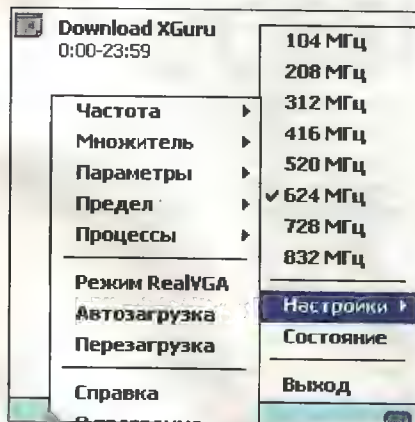 Download XGuru
0:00-23:59
104 МГц
208 МГц
312 МГц
416 МГц
520 МГц
624 МГц
728 МГц
832 МГц
Настройки
Состояние
Выход
Частота
Множитель
Параметры
Предел
Процессы
Режим RealVGA
Автозагрузка
Перезагрузка
Справка